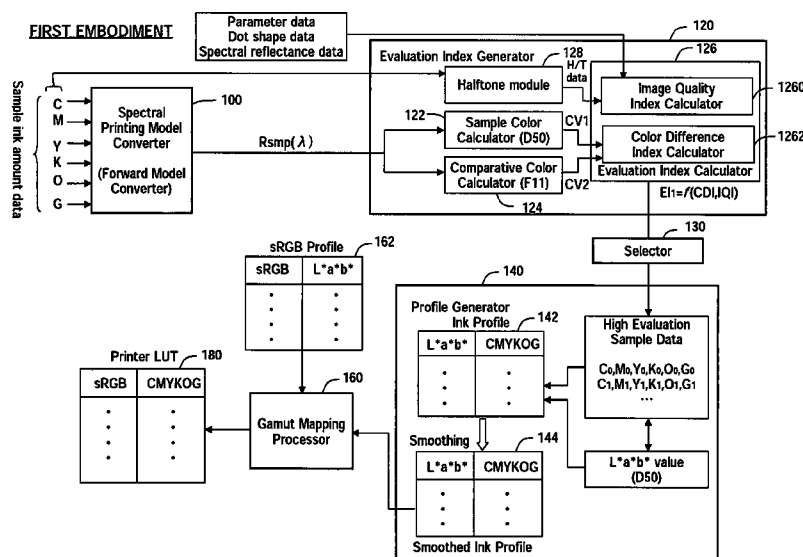 FIRST EMBODIMENT
Parameter data
Dot shape data
Spectral reflectance data
120
Evaluation Index Generator
128
126
H/T
data
Halftone module
Image Quality
Index Calculator
1260
Sample ink amount data
C
M
Y
K
O
G
100
Spectral
Printing Model
Converter
(Forward Model
Converter)
Rsmp(λ)
122
Sample Color
Calculator (D50)
CV1
Color Difference
Index Calculator
1262
Evaluation Index Calculator
Comparative Color
Calculator (F11)
CV2
124
EI1=f(CDI,IQI)
130
Selector
sRGB Profile
162
sRGB
L*a*b*
140
Profile Generator
Ink Profile
142
L*a*b*
CMYKOG
High Evaluation
Sample Data
C0,M0,Y0,K0,O0,G0
C1,M1,Y1,K1,O1,G1
...
Printer LUT
180
sRGB
CMYKOG
160
Gamut Mapping
Processor
Smoothing
144
L*a*b*
CMYKOG
Smoothed Ink Profile
L*a*b* value
(D50)